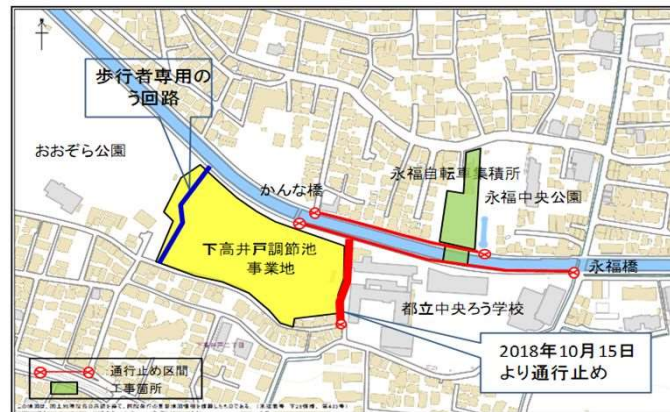 歩行者専用の
う回路
おおぞら公園
永福自転車集積所
かんな橋
永福中央公園
下高井戸調節池
事業地
永福橋
都立中央ろう学校
2018年10月15日
より通行止め
通行止め区間
工事箇所